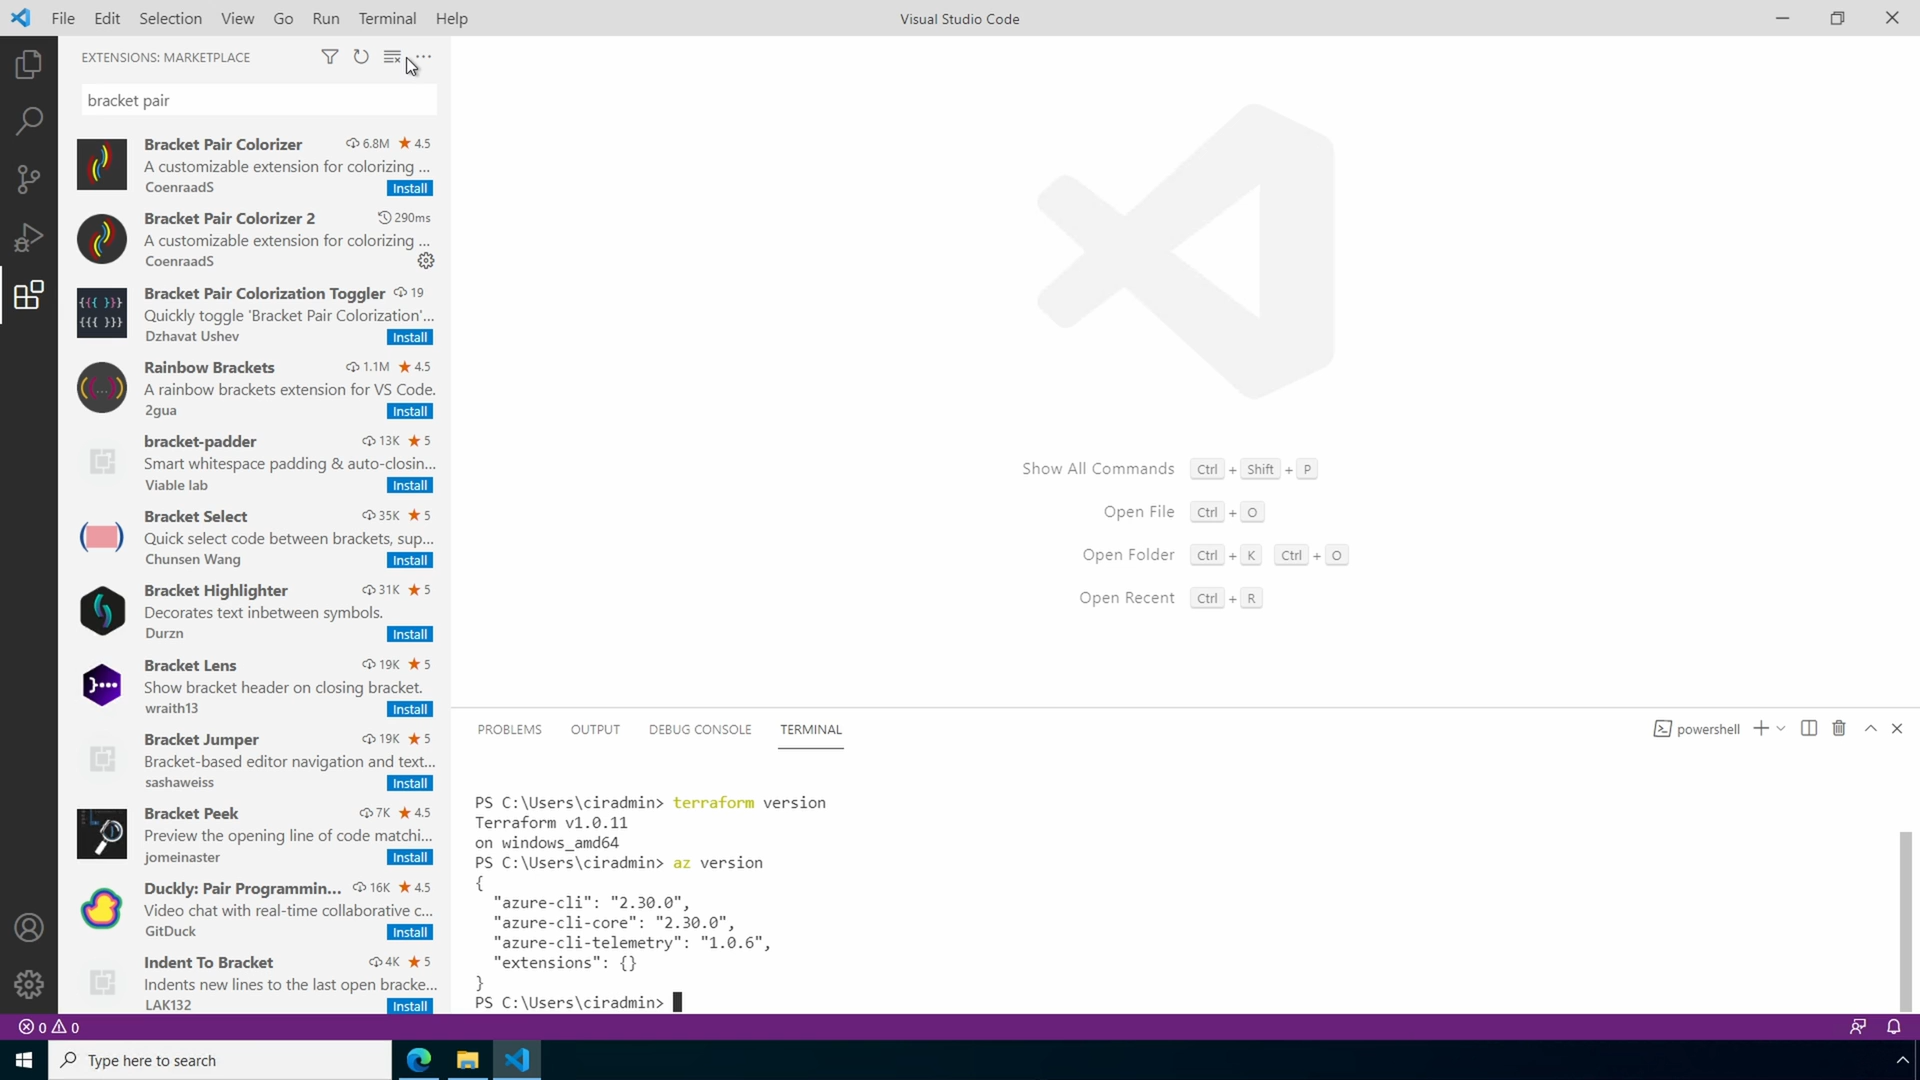 File Edit Selection View Go Run Terminal Help
Visual Studio Code
EXTENSIONS: MARKETPLACE
bracket pair
Bracket Pair Colorizer 6.8M 4.5
A customizable extension for colorizing ...
CoenraadS
Install
Bracket Pair Colorizer 2 290ms
A customizable extension for colorizing ...
CoenraadS
Bracket Pair Colorization Toggler 19
Quickly toggle 'Bracket Pair Colorization'...
Dzhavat Ushev
Install
Rainbow Brackets 1.1M 4.5
A rainbow brackets extension for VS Code.
2gua
Install
bracket-padder 13K 5
Smart whitespace padding & auto-closin...
Viable lab
Install
Bracket Select 35K 5
Quick select code between brackets, sup...
Chunsen Wang
Install
Bracket Highlighter 31K 5
Decorates text inbetween symbols.
Durzn
Install
Bracket Lens 19K 5
Show bracket header on closing bracket.
wraith13
Install
Bracket Jumper 19K 5
Bracket-based editor navigation and text...
sashaweiss
Install
Bracket Peek 7K 4.5
Preview the opening line of code matchi...
jomeinaster
Install
Duckly: Pair Programmin... 16K 4.5
Video chat with real-time collaborative c...
GitDuck
Install
Indent To Bracket 4K 5
Indents new lines to the last open bracke...
LAK132
Install
Show All Commands Ctrl + Shift + P
Open File Ctrl + O
Open Folder Ctrl + K Ctrl + O
Open Recent Ctrl + R
PROBLEMS OUTPUT DEBUG CONSOLE TERMINAL
powershell
PS C:\Users\ciradmin> terraform version
Terraform v1.0.11
on windows_amd64
PS C:\Users\ciradmin> az version
{
"azure-cli": "2.30.0",
"azure-cli-core": "2.30.0",
"azure-cli-telemetry": "1.0.6",
"extensions": {}
}
PS C:\Users\ciradmin>
0 0
Type here to search